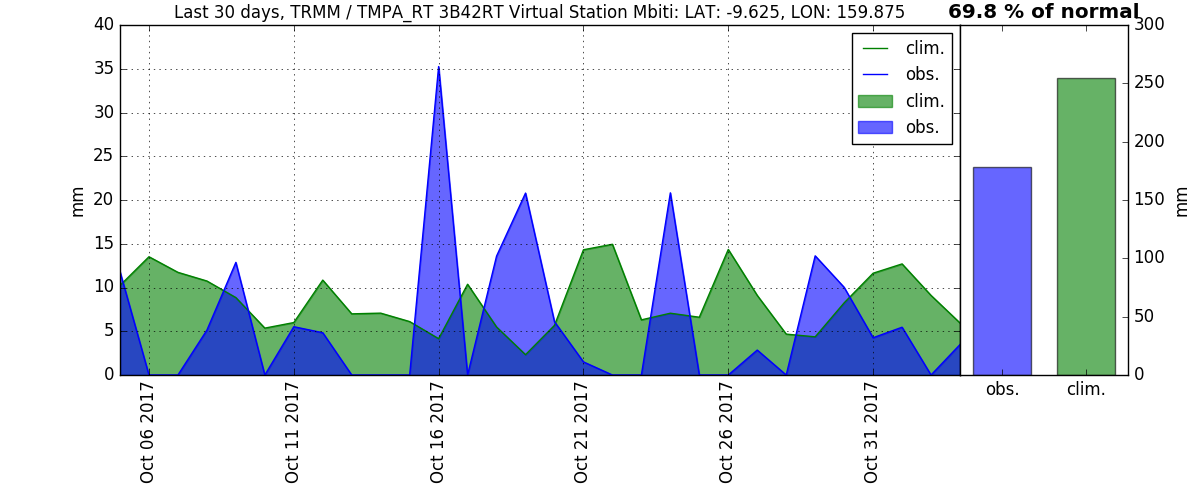 Last 30 days, TRMM / TMPA_RT 3B42RT Virtual Station Mbiti: LAT: -9.625, LON: 159.875
69.8 % of normal
40
35
30
25
20
15
10
5
0
mm
clim.
obs.
clim.
obs.
Oct 06 2017
Oct 11 2017
Oct 16 2017
Oct 21 2017
Oct 26 2017
Oct 31 2017
300
250
200
150
100
50
0
mm
obs.
clim.